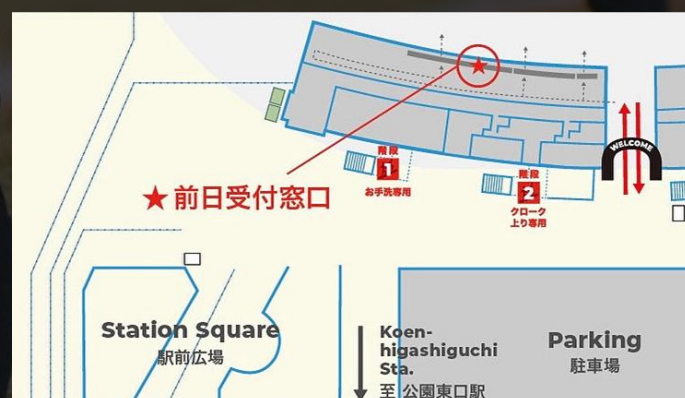 WELCOME
階段
1
お手洗専用
階段
2
クローク
上り専用
★前日受付窓口
Station Square
駅前広場
Koen-
higashiguchi
Sta.
至 公園東口駅
Parking
駐車場